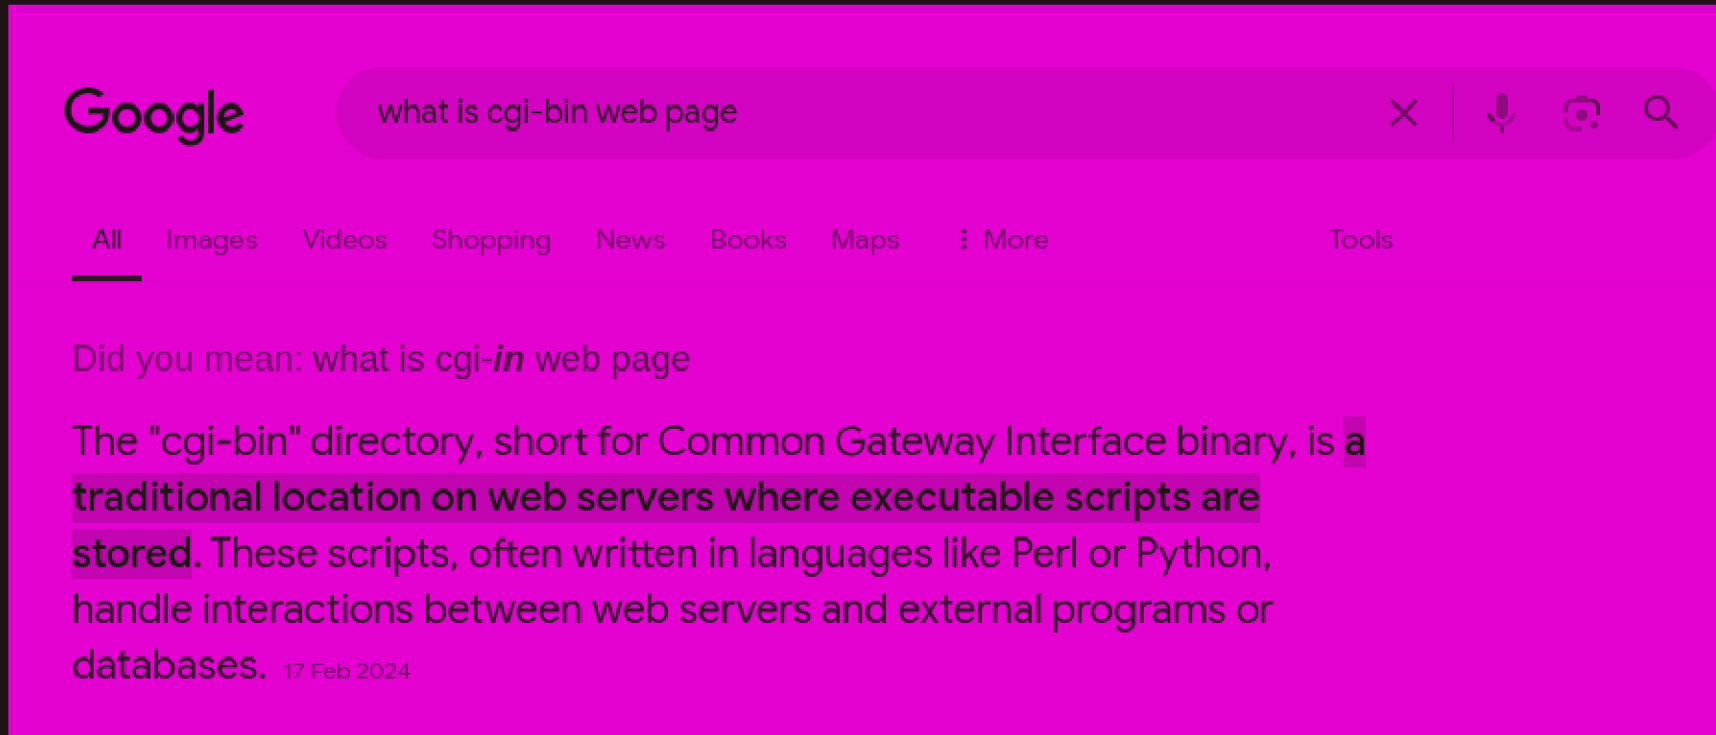 Google
what is cgi-bin web page
All Images Videos Shopping News Books Maps More Tools
Did you mean: what is cgi-in web page
The "cgi-bin" directory, short for Common Gateway Interface binary, is a
traditional location on web servers where executable scripts are
stored. These scripts, often written in languages like Perl or Python,
handle interactions between web servers and external programs or
databases. 17 Feb 2024